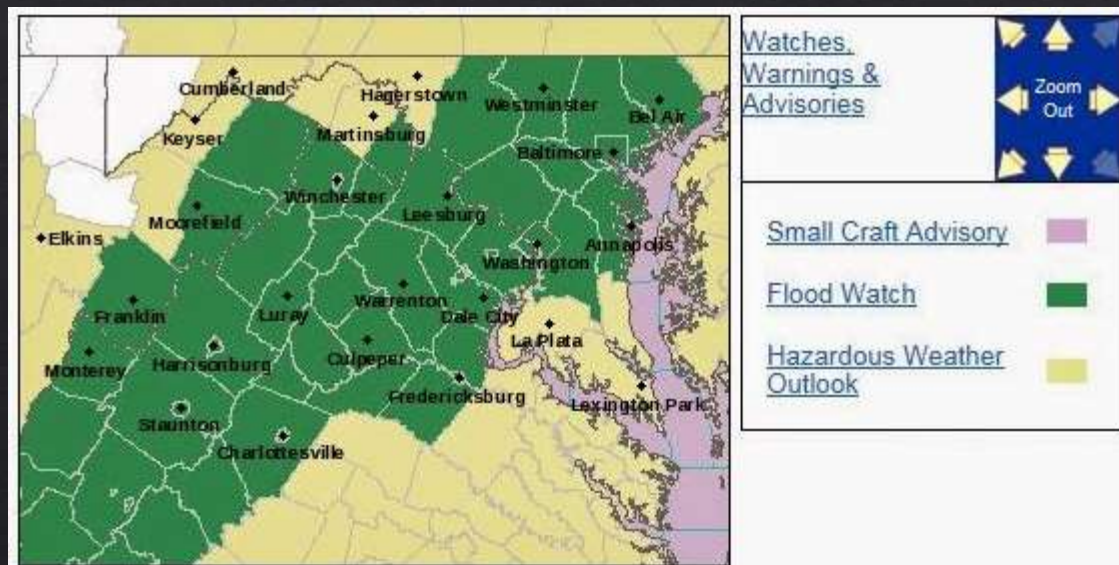 Cumberland
Hagerstown
Westminster
Bel Air
Keyser
Martinsburg
Baltimore
Winchester
Leesburg
Moorefield
Elkins
Annapolis
Washington
Franklin
Luray
Warrenton
Dale City
La Plata
Monterey
Harrisonburg
Culpeper
Fredericksburg
Lexington Park
Staunton
Charlottesville
Watches,
Warnings &
Advisories
Zoom
Out
Small Craft Advisory
Flood Watch
Hazardous Weather
Outlook